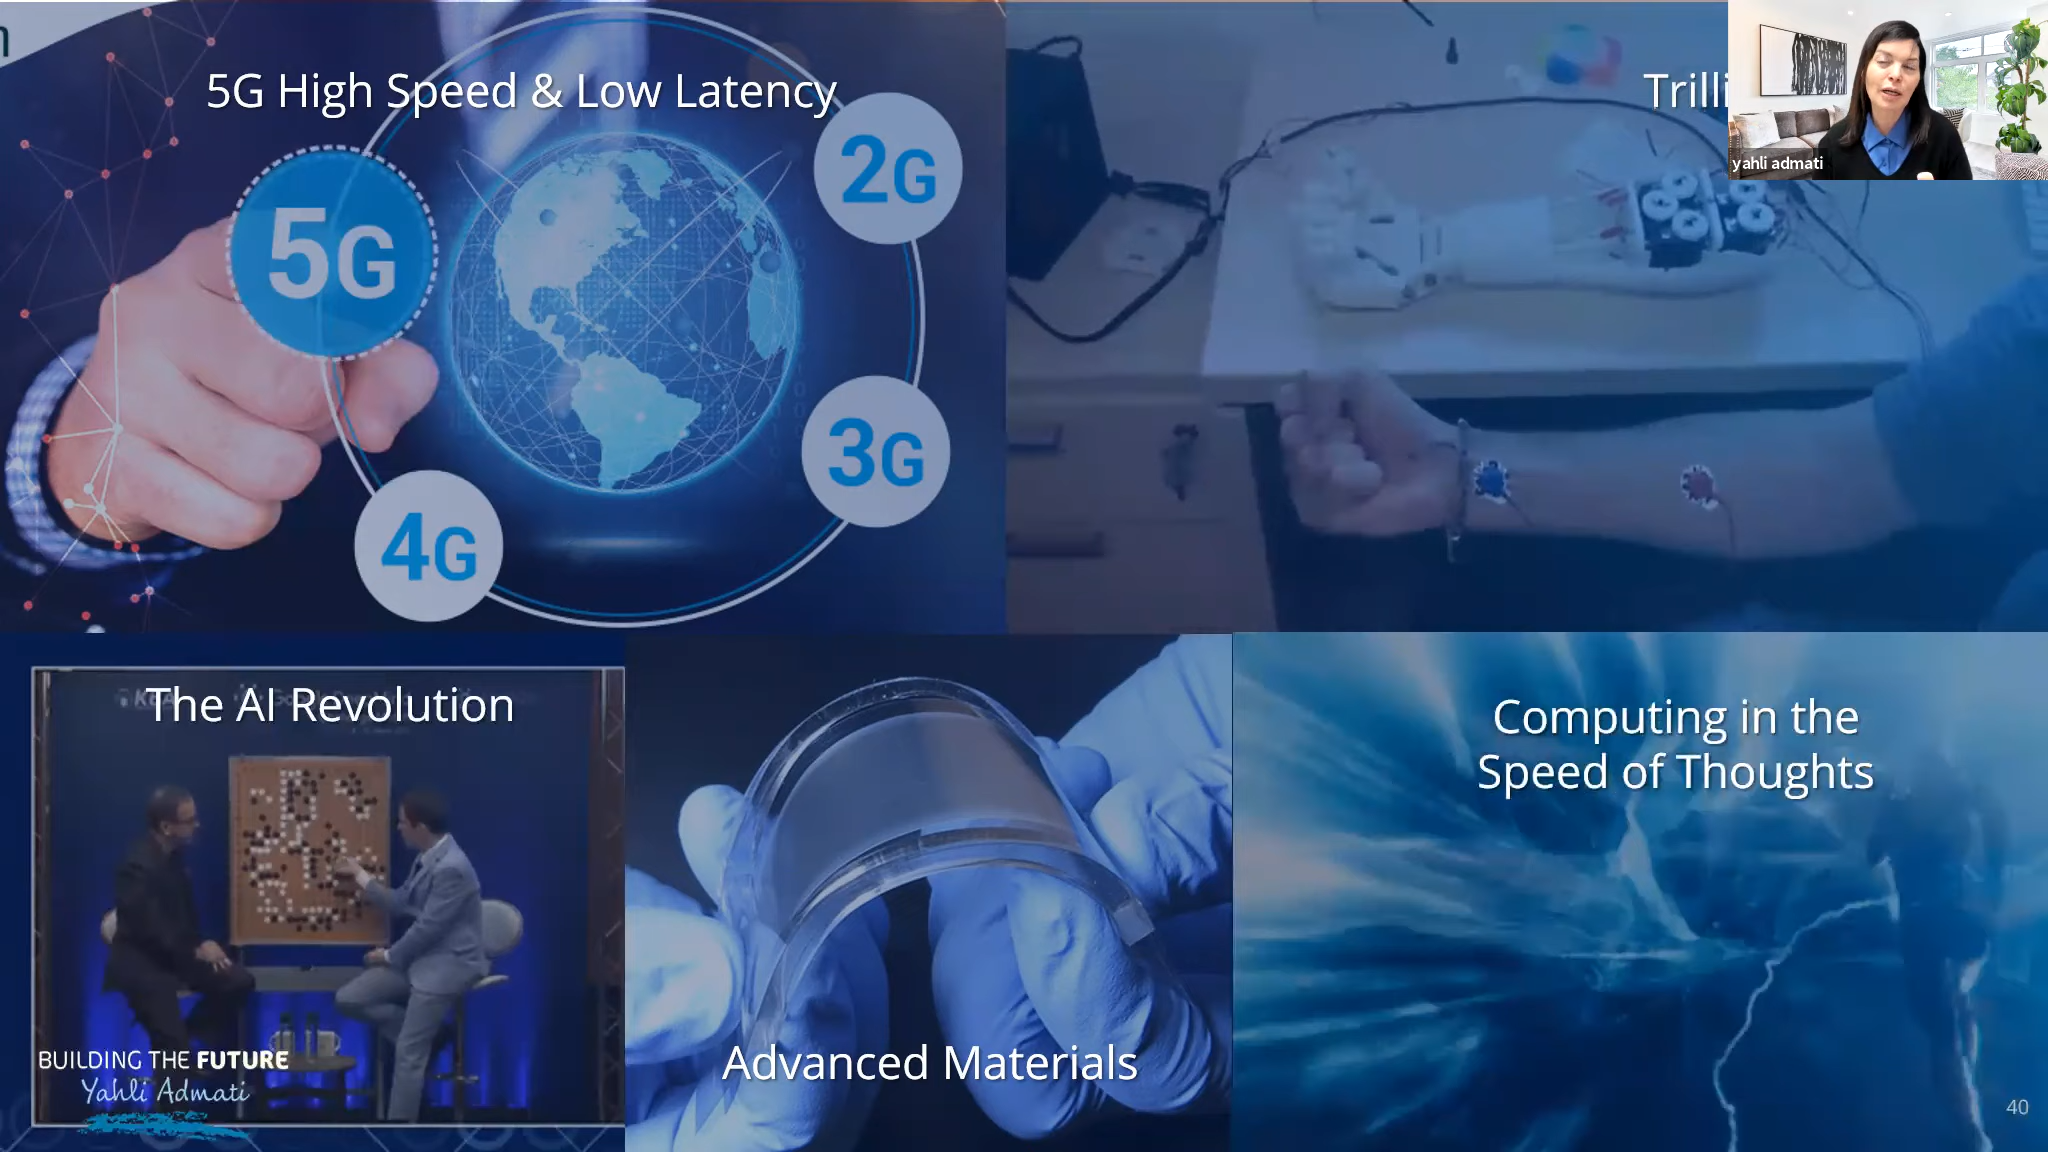 5G High Speed & Low Latency
Trilli
yahli admati
5G
2G
3G
4G
The AI Revolution
Computing in the
Speed of Thoughts
Advanced Materials
BUILDING THE FUTURE
Yahli Admati
40